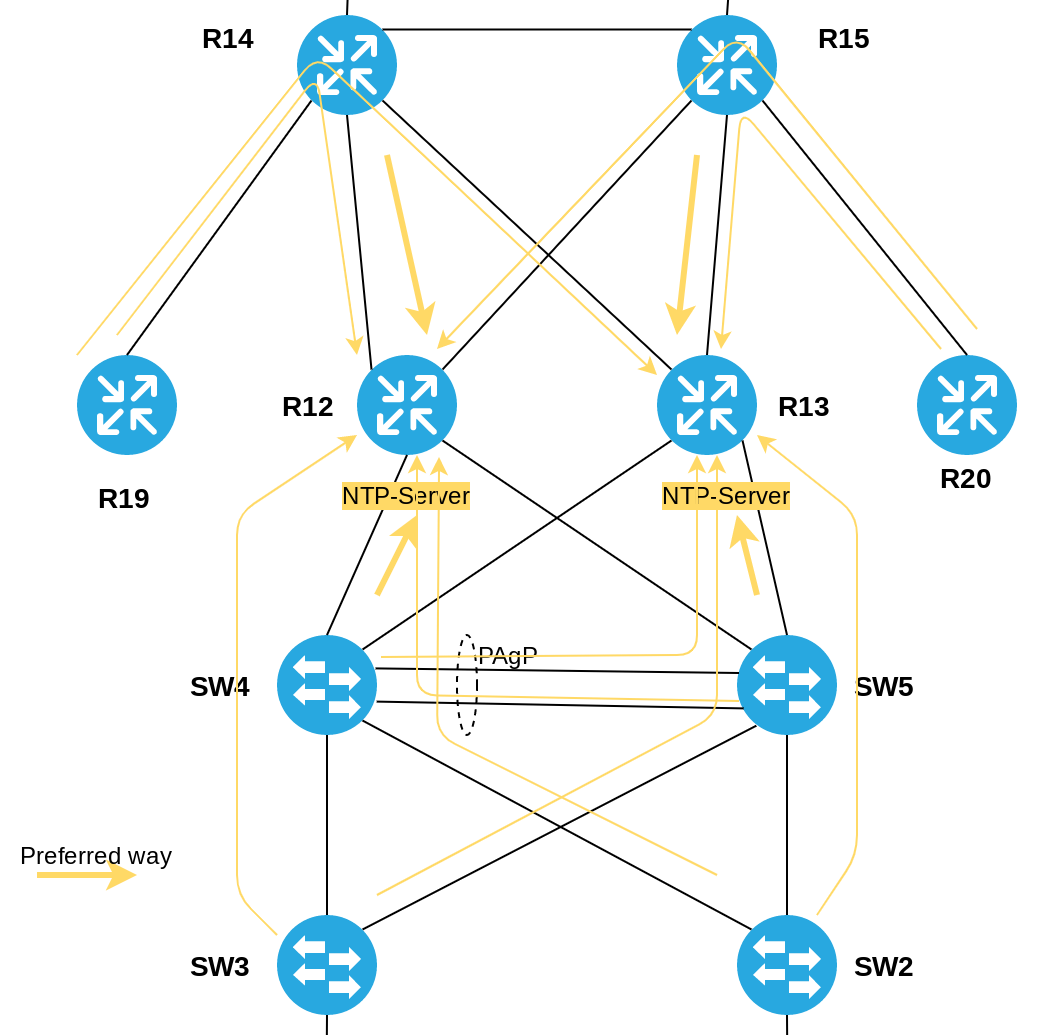 R14
R15
R12
R13
R19
R20
NTP-Server
NTP-Server
PAgP
SW4
SW5
Preferred way
SW3
SW2